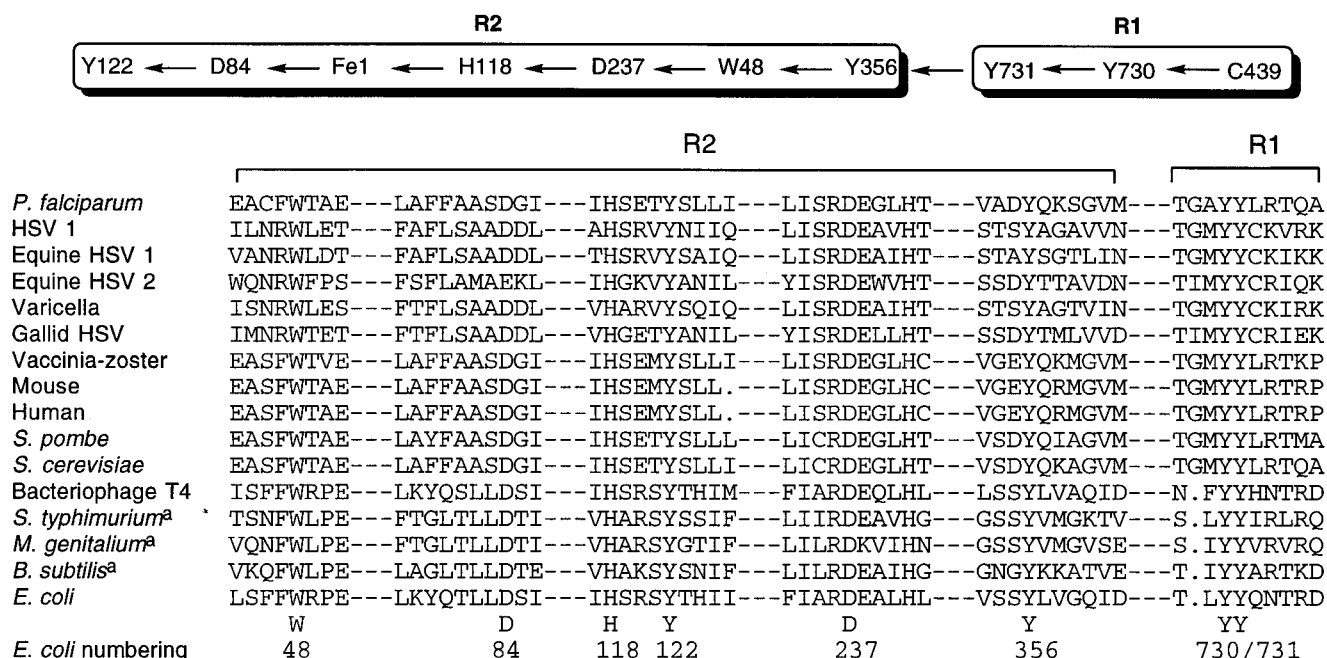 R2 R1
Y122 ← D84 ← Fe1 ← H118 ← D237 ← W48 ← Y356 ← Y731 ← Y730 ← C439
R2 R1
P. falciparum EACFWTAE---LAFFAASDGI---IHSETYSLLI---LISRDEGLHT---VADYQKSGVM---TGAYYLRTQA
HSV 1 ILNRWLET---FAFLSAADDL---AHSRVYNIIQ---LISRDEAVHT---STSYAGAVVN---TGMYYCKVRK
Equine HSV 1 VANRWLDT---FAFLSAADDL---THSRVYSAIQ---LISRDEAIHT---STAYSGTLIN---TGMYYCKIKK
Equine HSV 2 WQNRWFPS---FSFLAMAEKL---IHGKVYANIL---YISRDEWVHT---SSDYTTAVDN---TIMYYCRIQK
Varicella ISNRWLES---FTFLSAADDL---VHARVYSQIQ---LISRDEAIHT---STSYAGTVIN---TGMYYCKIRK
Gallid HSV IMNRWTET---FTFLSAADDL---VHGETYANIL---YISRDELLHT---SSDYTMLVVD---TIMYYCRIEK
Vaccinia-zoster EASFWTVE---LAFFAASDGI---IHSEMYSLLI---LISRDEGLHC---VGEYQKMGVM---TGMYYLRTKP
Mouse EASFWTAE---LAFFAASDGI---IHSEMYSLL.---LISRDEGLHC---VGEYQRMGVM---TGMYYLRTRP
Human EASFWTAE---LAFFAASDGI---IHSEMYSLL.---LISRDEGLHC---VGEYQRMGVM---TGMYYLRTRP
S. pombe EASFWTAE---LAYFAASDGI---IHSETYSLLL---LICRDEGLHT---VSDYQIAGVM---TGMYYLRTMA
S. cerevisiae EASFWTAE---LAFFAASDGI---IHSETYSLLI---LICRDEGLHT---VSDYQKAGVM---TGMYYLRTQA
Bacteriophage T4 ISFFWRPE---LKYQSLLDSI---IHSRSYTHIM---FIARDEQLHL---LSSYLVAQID---N.FYYHNTRD
S. typhimuriumª TSNFWLPE---FTGLTLLDTI---VHARSYSSIF---LIIRDEAVHG---GSSYVMGKTV---S.LYYIRLRQ
M. genitaliumª VQNFWLPE---FTGLTLLDTI---VHARSYGTIF---LILRDKVIHN---GSSYVMGVSE---S.IYYVRVRQ
B. subtilisª VKQFWLPE---LAGLTLLDTE---VHAKSYSNIF---LILRDEAIHG---GNGYKKATVE---T.IYYARTKD
E. coli LSFFWRPE---LKYQTLLDSI---IHSRSYTHII---FIARDEALHL---VSSYLVGQID---T.LYYQNTRD
W D H Y D Y YY
E. coli numbering 48 84 118 122 237 356 730/731